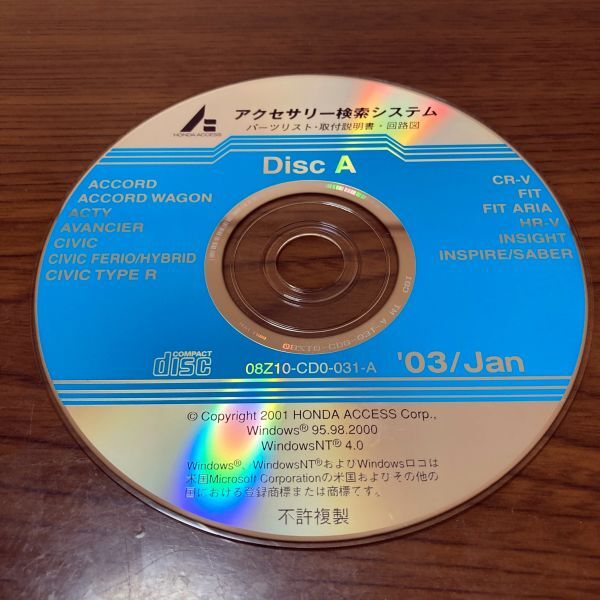 アクセサリー検索システム
HONDA ACCESS
パーツリスト・取付説明書・回路図
Disc A
ACCORD
ACCORD WAGON
ACTY
AVANCIER
CIVIC
CIVIC FERIO/HYBRID
CIVIC TYPE R
CR-V
FIT
FIT ARIA
HR-V
INSIGHT
INSPIRE/SABER
COMPACT
disc
08Z10-CD0-031-A
'03/Jan
© Copyright 2001 HONDA ACCESS Corp.,
Windows® 95.98.2000
WindowsNT® 4.0
Windows®、WindowsNT®およびWindowsロゴは
米国Microsoft Corporationの米国およびその他の
国における登録商標または商標です。
不許複製